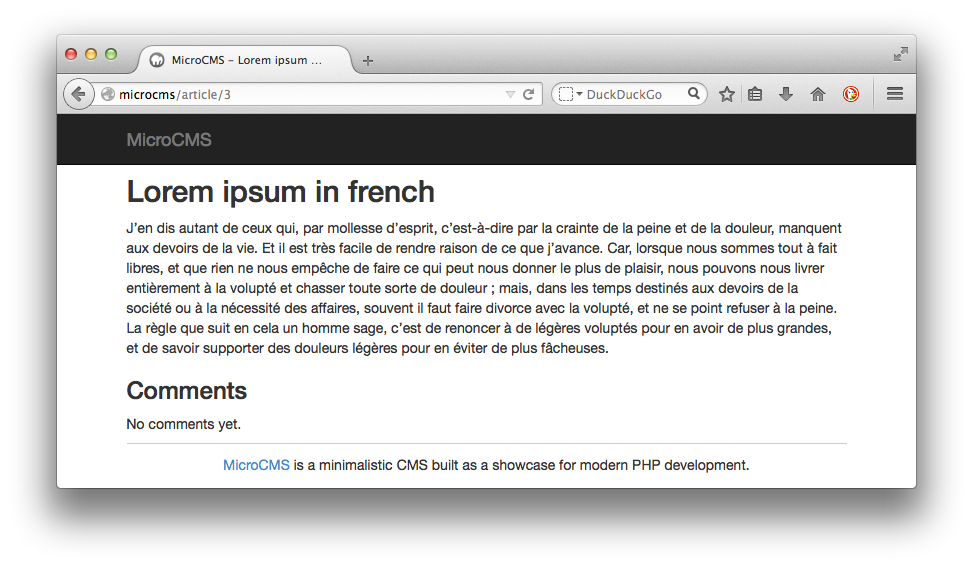 MicroCMS – Lorem ipsum ...
microcms/article/3
DuckDuckGo
MicroCMS
Lorem ipsum in french
J’en dis autant de ceux qui, par mollesse d’esprit, c’est-à-dire par la crainte de la peine et de la douleur, manquent
aux devoirs de la vie. Et il est très facile de rendre raison de ce que j’avance. Car, lorsque nous sommes tout à fait
libres, et que rien ne nous empêche de faire ce qui peut nous donner le plus de plaisir, nous pouvons nous livrer
entièrement à la volupté et chasser toute sorte de douleur ; mais, dans les temps destinés aux devoirs de la
société ou à la nécessité des affaires, souvent il faut faire divorce avec la volupté, et ne se point refuser à la peine.
La règle que suit en cela un homme sage, c’est de renoncer à de légères voluptés pour en avoir de plus grandes,
et de savoir supporter des douleurs légères pour en éviter de plus fâcheuses.
Comments
No comments yet.
MicroCMS is a minimalistic CMS built as a showcase for modern PHP development.